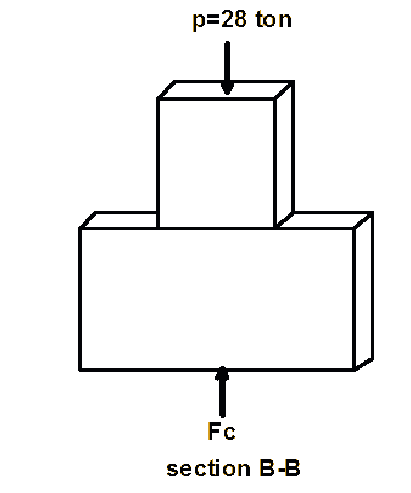 p=28 ton
Fc
section B-B